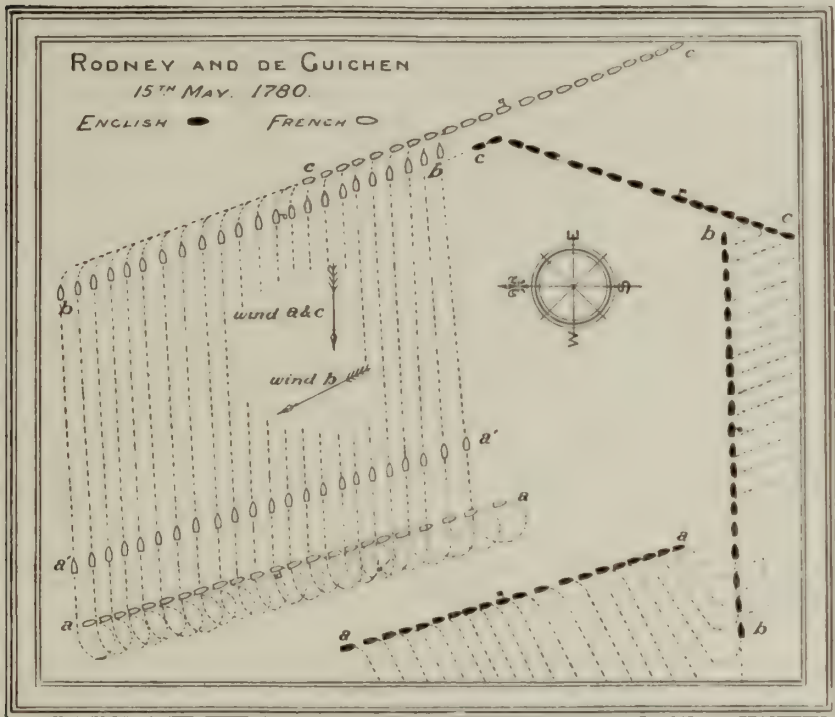 RODNEY AND DE GUICHEN
15TH MAY. 1780.
ENGLISH FRENCH
c
c
b
c
c
b
b
E
S
W
wind a&c
wind b
a'
a
a'
a
a
a
b